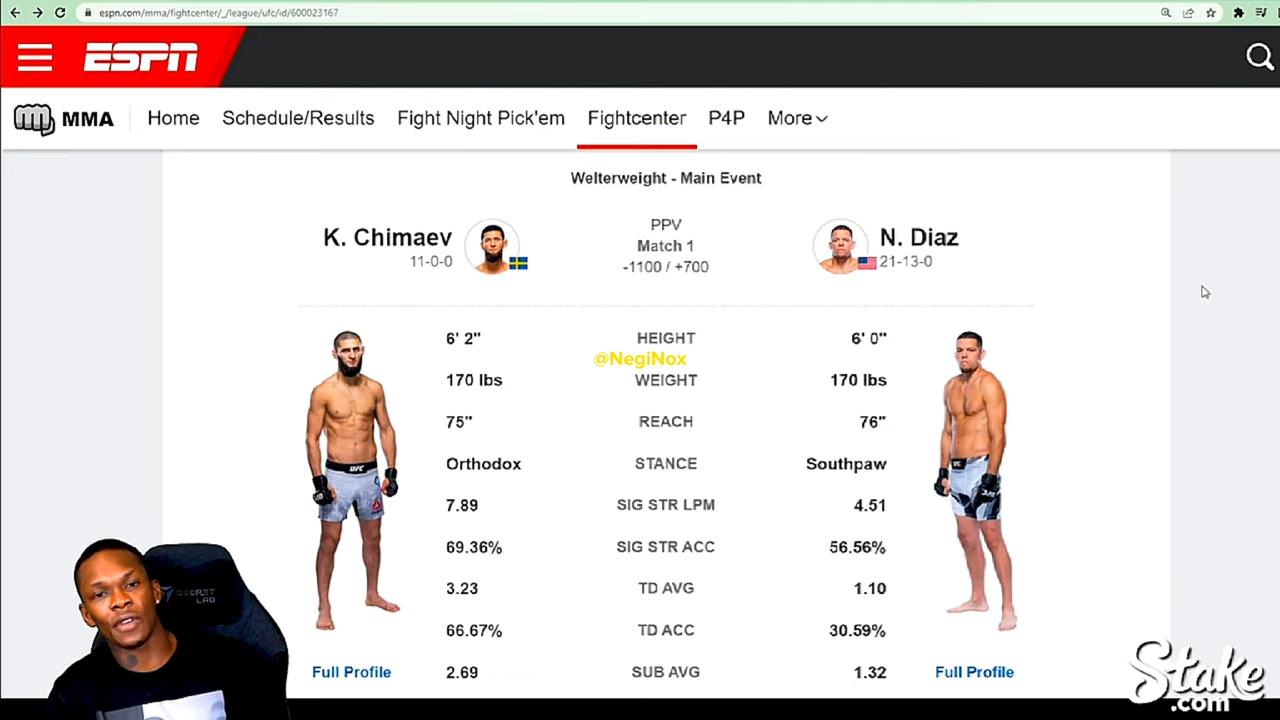 espn.com/mma/fightcenter/_/league/ufc/id/600023167
ESPN
MMA Home Schedule/Results Fight Night Pick'em Fightcenter P4P More
Welterweight - Main Event
K. Chimaev
11-0-0
PPV
Match 1
-1100 / +700
N. Diaz
21-13-0
6' 2" HEIGHT 6' 0"
@NegiNox
170 lbs WEIGHT 170 lbs
75" REACH 76"
Orthodox STANCE Southpaw
7.89 SIG STR LPM 4.51
69.36% SIG STR ACC 56.56%
3.23 TD AVG 1.10
66.67% TD ACC 30.59%
Full Profile 2.69 SUB AVG 1.32 Full Profile
UFC
SECRET
LAB
Stake
.com